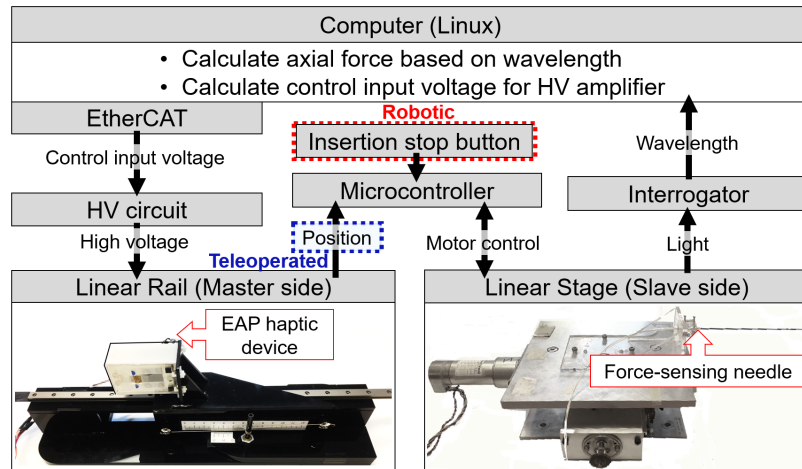 Computer (Linux)
• Calculate axial force based on wavelength
• Calculate control input voltage for HV amplifier
EtherCAT
Robotic
Insertion stop button
Control input voltage
Wavelength
Microcontroller
Interrogator
HV circuit
High voltage
Position
Motor control
Light
Teleoperated
Linear Rail (Master side)
Linear Stage (Slave side)
EAP haptic
device
Force-sensing needle